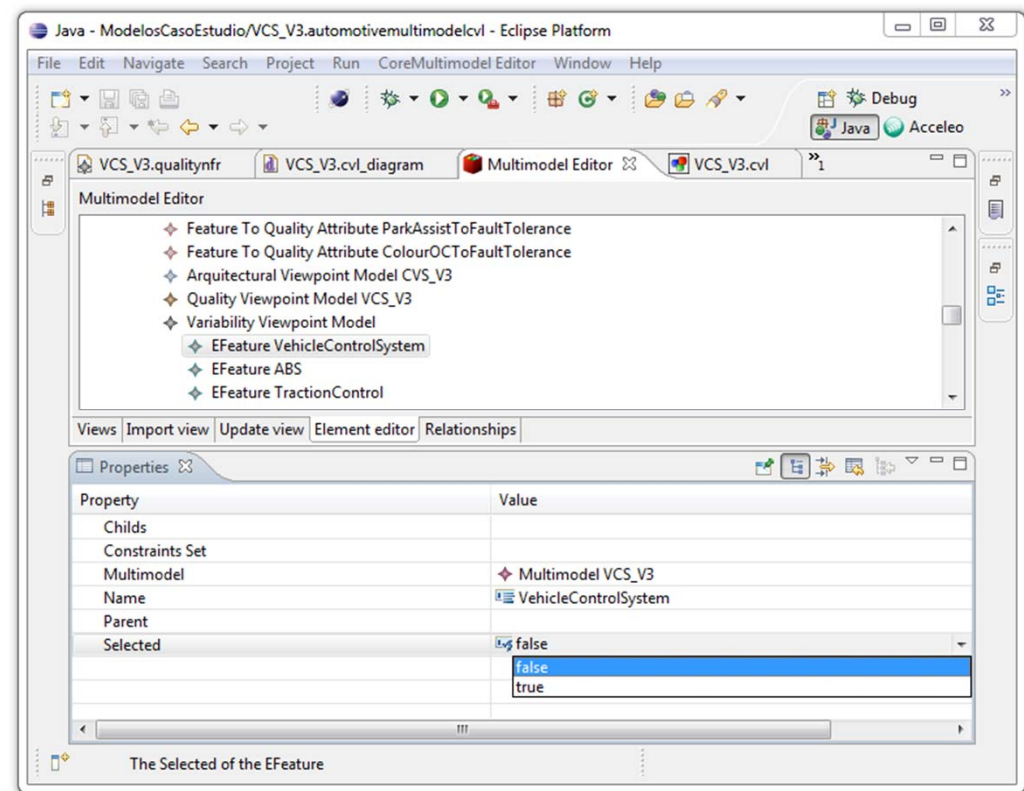 Java - ModelosCasoEstudio/VCS_V3.automotivemultimodelcvl - Eclipse Platform
File Edit Navigate Search Project Run CoreMultimodel Editor Window Help
Debug
Java Acceleo
VCS_V3.qualitynfr VCS_V3.cvl_diagram Multimodel Editor VCS_V3.cvl »1
Multimodel Editor
Feature To Quality Attribute ParkAssistToFaultTolerance
Feature To Quality Attribute ColourOCToFaultTolerance
Arquitectural Viewpoint Model CVS_V3
Quality Viewpoint Model VCS_V3
Variability Viewpoint Model
EFeature VehicleControlSystem
EFeature ABS
EFeature TractionControl
Views Import view Update view Element editor Relationships
Properties
Property Value
Childs
Constraints Set
Multimodel Multimodel VCS_V3
Name VehicleControlSystem
Parent
Selected false
false
true
The Selected of the EFeature